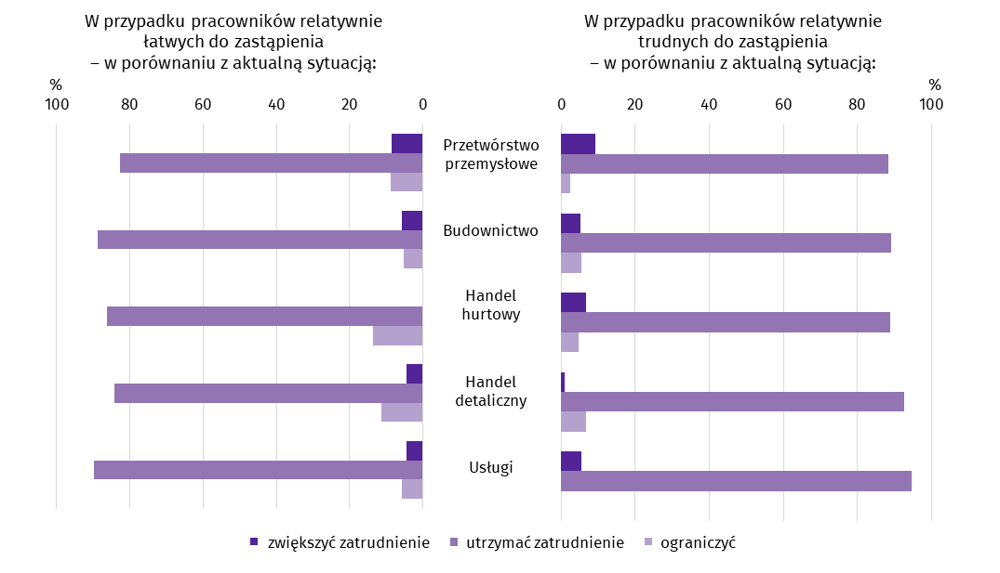 W przypadku pracowników relatywnie
łatwych do zastąpienia
– w porównaniu z aktualną sytuacją:
W przypadku pracowników relatywnie
trudnych do zastąpienia
– w porównaniu z aktualną sytuacją:
%
100 80 60 40 20 0
%
0 20 40 60 80 100
Przetwórstwo
przemysłowe
Budownictwo
Handel
hurtowy
Handel
detaliczny
Usługi
zwiększyć zatrudnienie utrzymać zatrudnienie ograniczyć